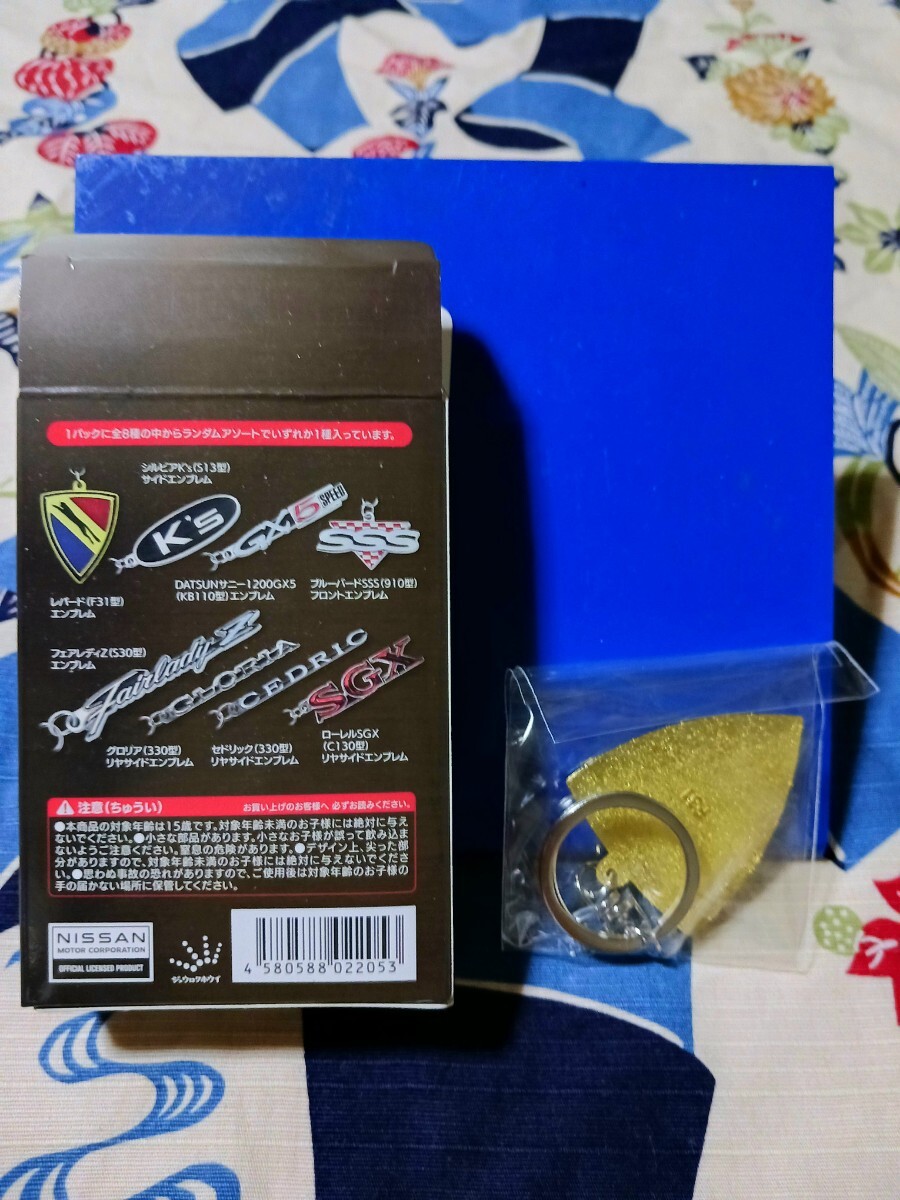 1パックに全8種の中からランダムアソートでいずれか1種入っています。
シルビアK's(S13型)
サイドエンブレム
K's
GX5 SPEED
SSS
レパード(F31型)
エンブレム
DATSUNサニー1200GX5
(KB110型)エンブレム
ブルーバードSSS(910型)
フロントエンブレム
フェアレディZ(S30型)
エンブレム
Fairlady Z
GLORIA
CEDRIC
SGX
グロリア(330型)
リヤサイドエンブレム
セドリック(330型)
リヤサイドエンブレム
ローレルSGX
(C130型)
リヤサイドエンブレム
注意(ちゅうい)
お買い上げのお客様へ 必ずお読みください。
●本商品の対象年齢は15歳です。対象年齢未満のお子様には絶対に与え
ないでください。●小さな部品があります。小さなお子様が誤って飲み込ま
ないようご注意ください。窒息の危険があります。●デザイン上、尖った部
分がありますので、対象年齢未満のお子様には絶対に与えないでください。
●思わぬ事故の恐れがありますので、ご使用後は対象年齢のお子様の
手の届かない場所に保管してください。
NISSAN
MOTOR CORPORATION
OFFICIAL LICENSED PRODUCT
ジュウロクホウイ
4 580588 022053
F31